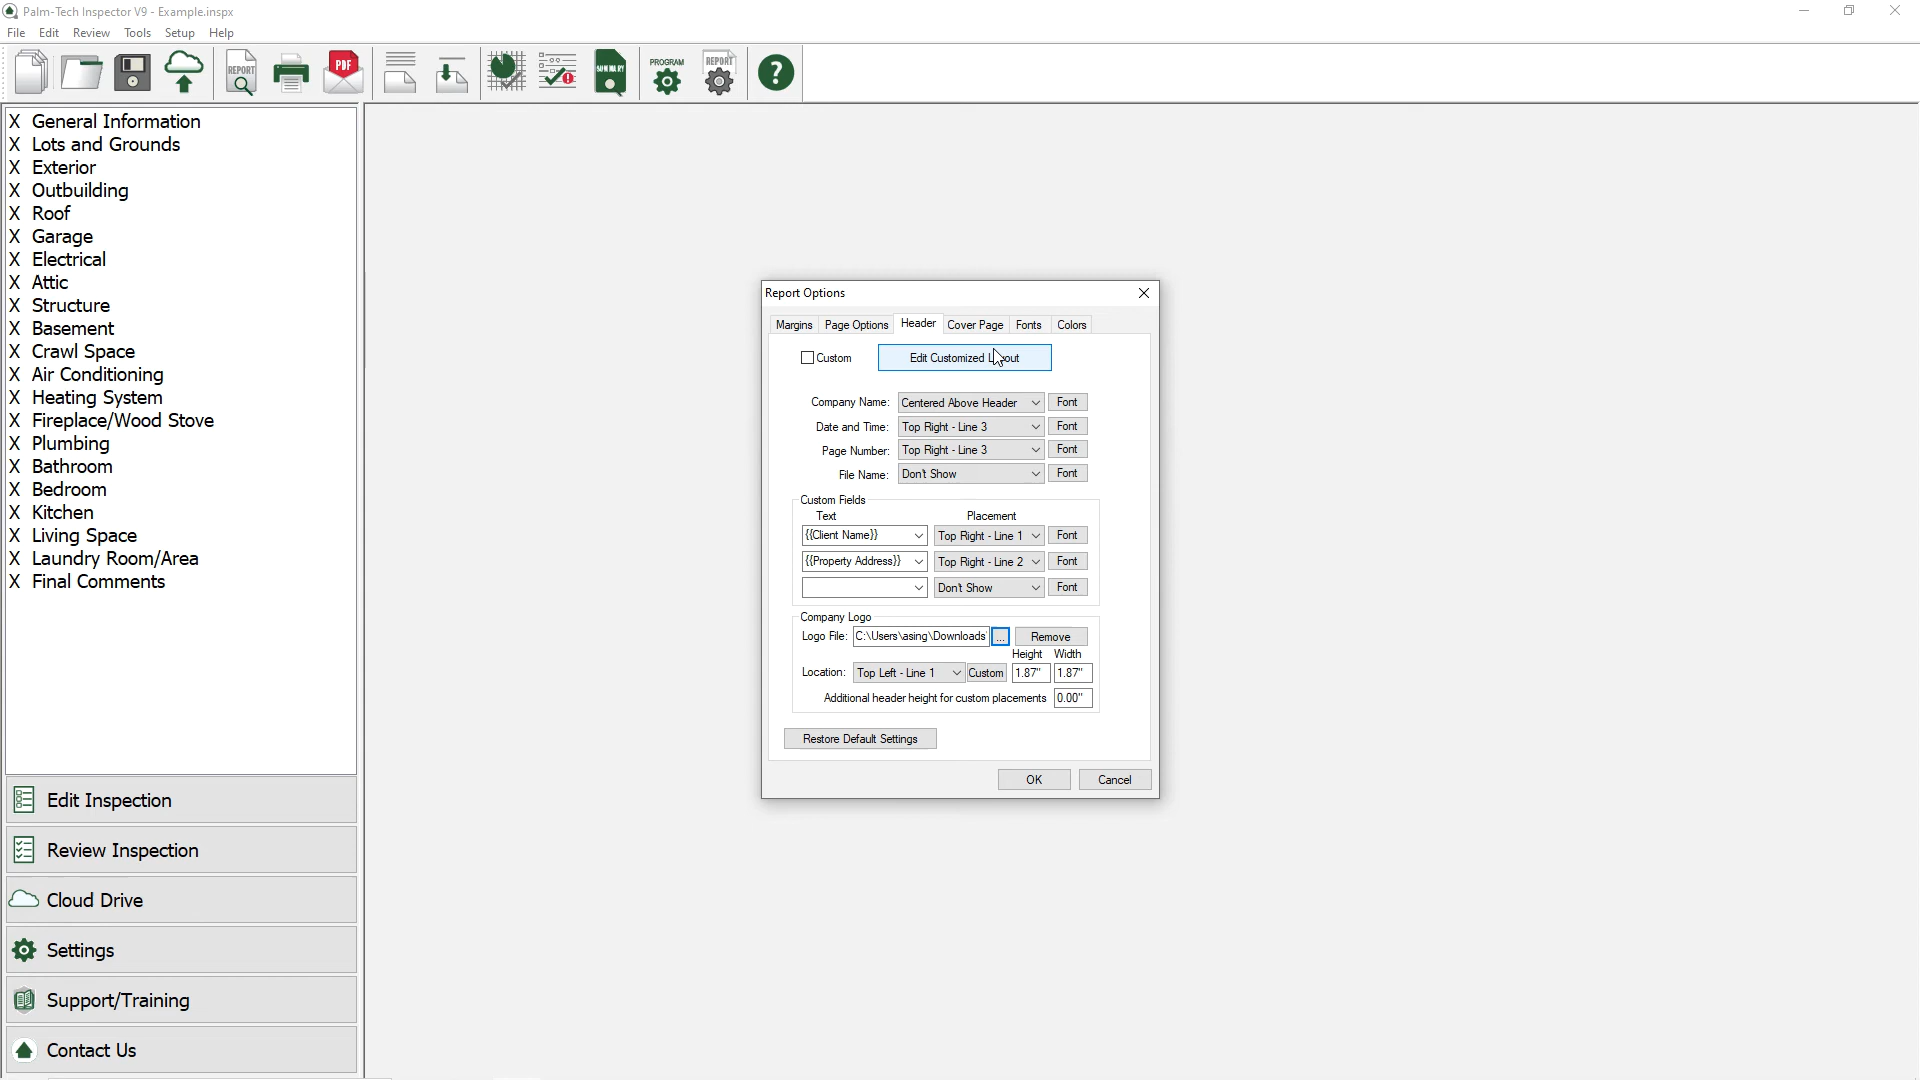 Palm-Tech Inspector V9 - Example.inspx
File Edit Review Tools Setup Help
REPORT PDF SUMMARY PROGRAM REPORT ?
X General Information
X Lots and Grounds
X Exterior
X Outbuilding
X Roof
X Garage
X Electrical
X Attic
X Structure
X Basement
X Crawl Space
X Air Conditioning
X Heating System
X Fireplace/Wood Stove
X Plumbing
X Bathroom
X Bedroom
X Kitchen
X Living Space
X Laundry Room/Area
X Final Comments
Edit Inspection
Review Inspection
Cloud Drive
Settings
Support/Training
Contact Us
Report Options
Margins Page Options Header Cover Page Fonts Colors
Custom Edit Customized Layout
Company Name: Centered Above Header Font
Date and Time: Top Right - Line 3 Font
Page Number: Top Right - Line 3 Font
File Name: Don't Show Font
Custom Fields
Text Placement
{{Client Name}} Top Right - Line 1 Font
{{Property Address}} Top Right - Line 2 Font
Don't Show Font
Company Logo
Logo File: C:\Users\asing\Downloads\ ... Remove
Height Width
Location: Top Left - Line 1 Custom 1.87" 1.87"
Additional header height for custom placements 0.00"
Restore Default Settings
OK Cancel